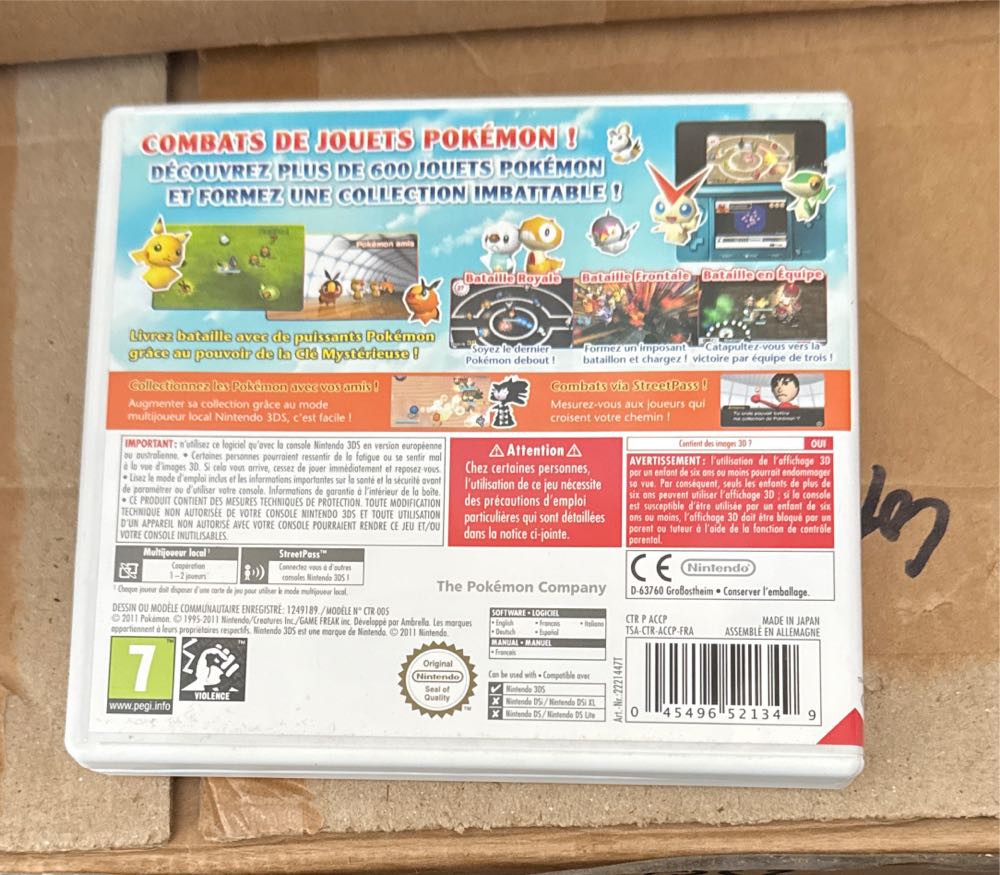 COMBATS DE JOUETS POKÉMON !
DÉCOUVREZ PLUS DE 600 JOUETS POKÉMON
ET FORMEZ UNE COLLECTION IMBATTABLE !
Pokémon amis
Livrez bataille avec de puissants Pokémon
grâce au pouvoir de la Clé Mystérieuse !
Bataille Royale
Soyez le dernier
Pokémon debout !
Bataille Frontale
Formez un imposant
bataillon et chargez !
Bataille en Équipe
Catapultez-vous vers la
victoire par équipe de trois !
Collectionnez les Pokémon avec vos amis !
Augmenter sa collection grâce au mode
multijoueur local Nintendo 3DS, c'est facile !
Combats via StreetPass !
Mesurez-vous aux joueurs qui
croisent votre chemin !
IMPORTANT : n'utilisez ce logiciel qu'avec la console Nintendo 3DS en version européenne
ou australienne. • Certaines personnes pourraient ressentir de la fatigue ou se sentir mal
à la vue d'images 3D. Si cela vous arrive, cessez de jouer immédiatement et reposez-vous.
• Lisez le mode d'emploi inclus et les informations importantes sur la santé et la sécurité avant
de paramétrer ou d'utiliser votre console. Informations de garantie à l'intérieur de la boîte.
• CE PRODUIT CONTIENT DES MESURES TECHNIQUES DE PROTECTION. TOUTE MODIFICATION
TECHNIQUE NON AUTORISÉE DE VOTRE CONSOLE NINTENDO 3DS ET TOUTE UTILISATION
D'UN APPAREIL NON AUTORISÉ AVEC VOTRE CONSOLE POURRAIENT RENDRE CE JEU ET/OU
VOTRE CONSOLE INUTILISABLES.
Attention
Chez certaines personnes,
l'utilisation de ce jeu nécessite
des précautions d'emploi
particulières qui sont détaillées
dans la notice ci-jointe.
Contient des images 3D ? OUI
AVERTISSEMENT : l'utilisation de l'affichage 3D
par un enfant de six ans ou moins pourrait endommager
sa vue. Par conséquent, seuls les enfants de plus de
six ans peuvent utiliser l'affichage 3D ; si la console
est susceptible d'être utilisée par un enfant de six
ans ou moins, l'affichage 3D doit être bloqué par un
parent ou tuteur à l'aide de la fonction de contrôle
parental.
Multijoueur local¹
Coopération
1-2 joueurs
StreetPass™
Connectez-vous à d'autres
consoles Nintendo 3DS !
¹ Chaque joueur doit disposer d'une carte de jeu pour utiliser le mode multijoueur local.
The Pokémon Company
CE Nintendo®
D-63760 Großostheim • Conserver l'emballage.
DESSIN OU MODÈLE COMMUNAUTAIRE ENREGISTRÉ : 1249189. / MODÈLE N° CTR 005
© 2011 Pokémon. © 1995-2011 Nintendo/Creatures Inc./GAME FREAK inc. Développé par Ambrella. Les marques
appartiennent à leurs propriétaires respectifs. Nintendo 3DS est une marque de Nintendo. © 2011 Nintendo.
SOFTWARE • LOGICIEL
• English • Français • Italiano
• Deutsch • Español
MANUAL • MANUEL
• Français
Can be used with • Compatible avec
Nintendo 3DS
Nintendo DSi / Nintendo DSi XL
Nintendo DS / Nintendo DS Lite
CTR P ACCP
TSA-CTR-ACCP-FRA
MADE IN JAPAN
ASSEMBLÉ EN ALLEMAGNE
Art.-Nr.: 2221447T
0 45496 52134 9
7
www.pegi.info
VIOLENCE
Original
Nintendo
Seal of
Quality
TM